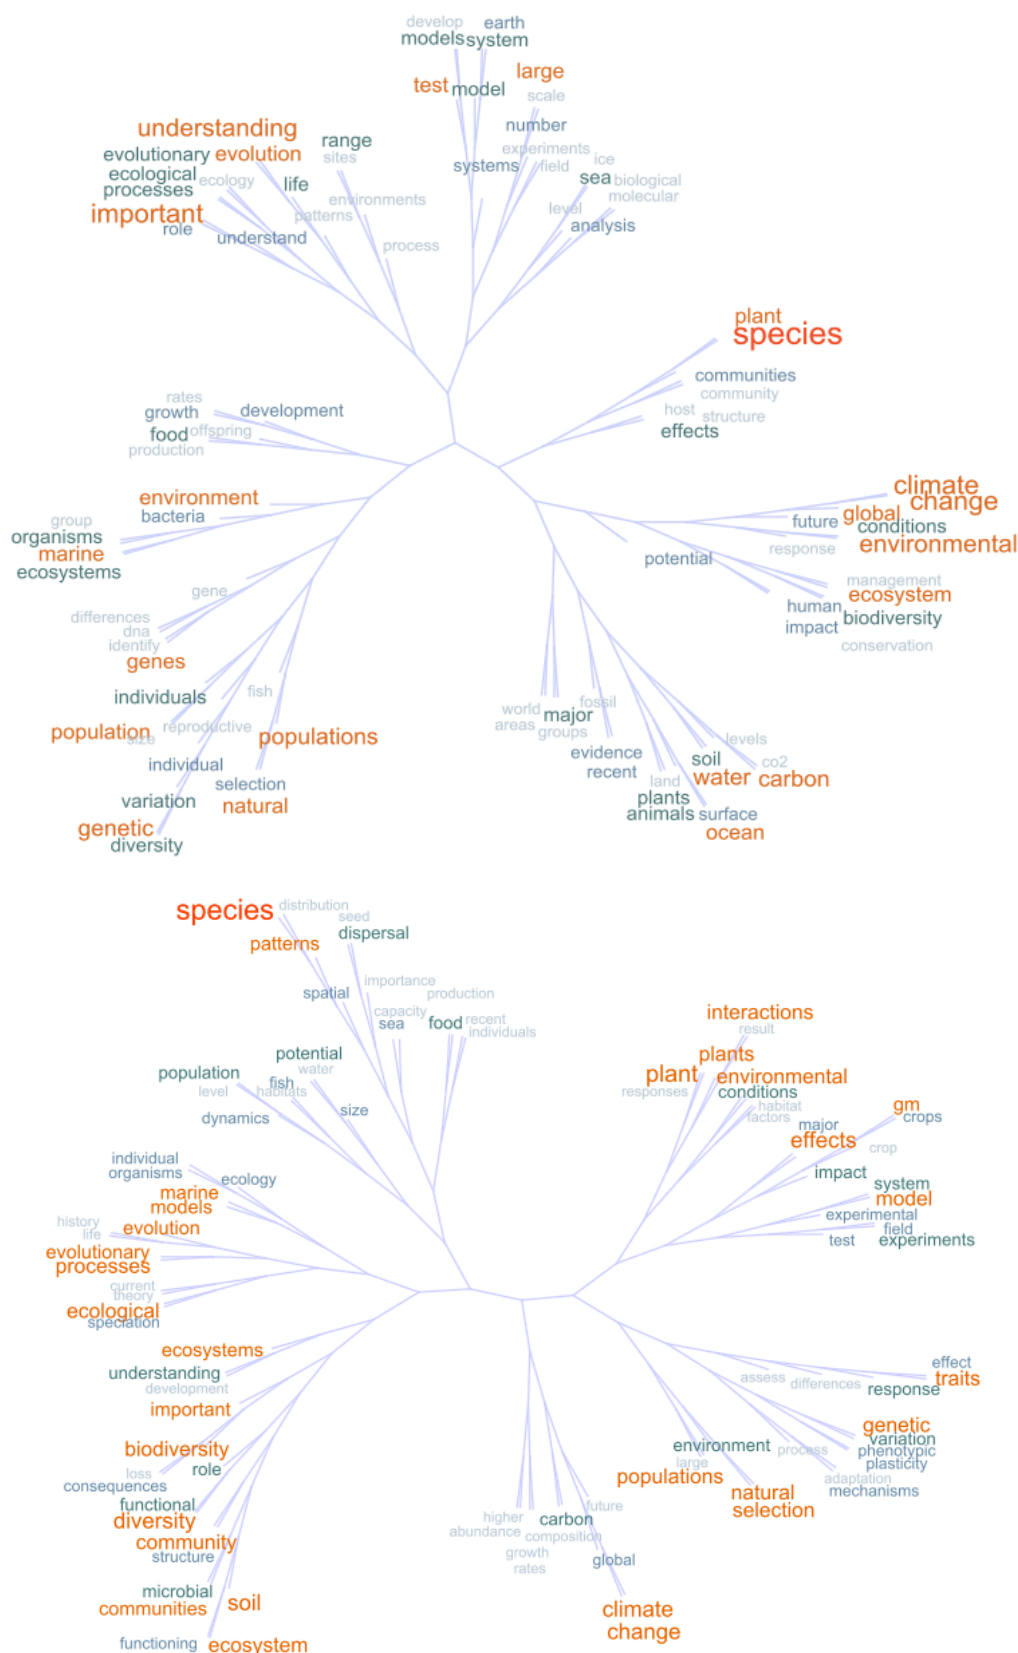 develop
earth
models
system
test
model
large
scale
number
experiments
systems
field
ice
sea
biological
molecular
level
analysis
understanding
evolutionary
evolution
range
sites
ecological
processes
ecology
life
environments
important
patterns
role
understand
process
plant
species
communities
community
host
structure
effects
rates
growth
development
food
offspring
production
environment
bacteria
group
organisms
marine
ecosystems
climate
change
global
future
conditions
response
environmental
potential
management
ecosystem
human
biodiversity
impact
conservation
gene
differences
dna
identify
genes
individuals
fish
population
size
reproductive
populations
individual
selection
variation
natural
genetic
diversity
world
areas
major
groups
fossil
evidence
recent
levels
soil
co2
land
water
carbon
plants
animals
surface
ocean
species
distribution
seed
patterns
dispersal
importance
spatial
production
capacity
sea
food
recent
individuals
potential
water
population
fish
level
habitats
dynamics
size
interactions
result
plants
plant
environmental
responses
conditions
habitat
factors
gm
crops
major
effects
crop
impact
system
model
experimental
field
test
experiments
individual
organisms
ecology
marine
models
history
life
evolution
evolutionary
processes
current
theory
ecological
speciation
ecosystems
understanding
development
important
biodiversity
loss
role
consequences
functional
diversity
community
structure
microbial
communities
soil
functioning
ecosystem
effect
assess
differences
traits
response
genetic
variation
process
phenotypic
plasticity
adaptation
mechanisms
environment
large
populations
natural
selection
future
higher
carbon
abundance
composition
growth
rates
global
climate
change